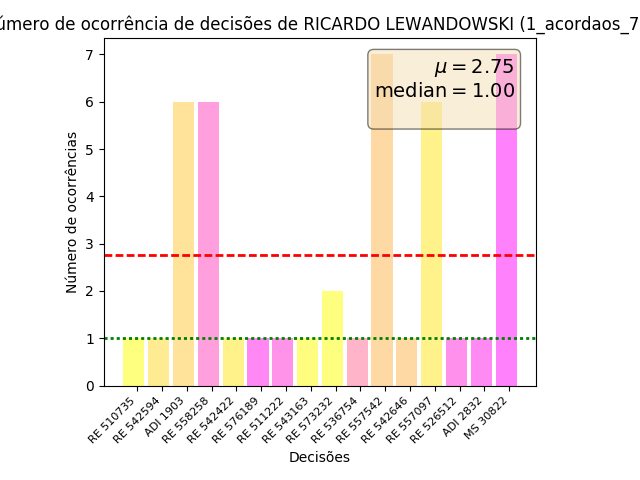 úmero de ocorrência de decisões de RICARDO LEWANDOWSKI (1_acordaos_7
μ = 2.75
median = 1.00
Número de ocorrências
7
6
5
4
3
2
1
0
RE 510735
RE 542594
ADI 1903
RE 558258
RE 542422
RE 576189
RE 511222
RE 543163
RE 573232
RE 536754
RE 557542
RE 542646
RE 557097
RE 526512
ADI 2832
MS 30822
Decisões